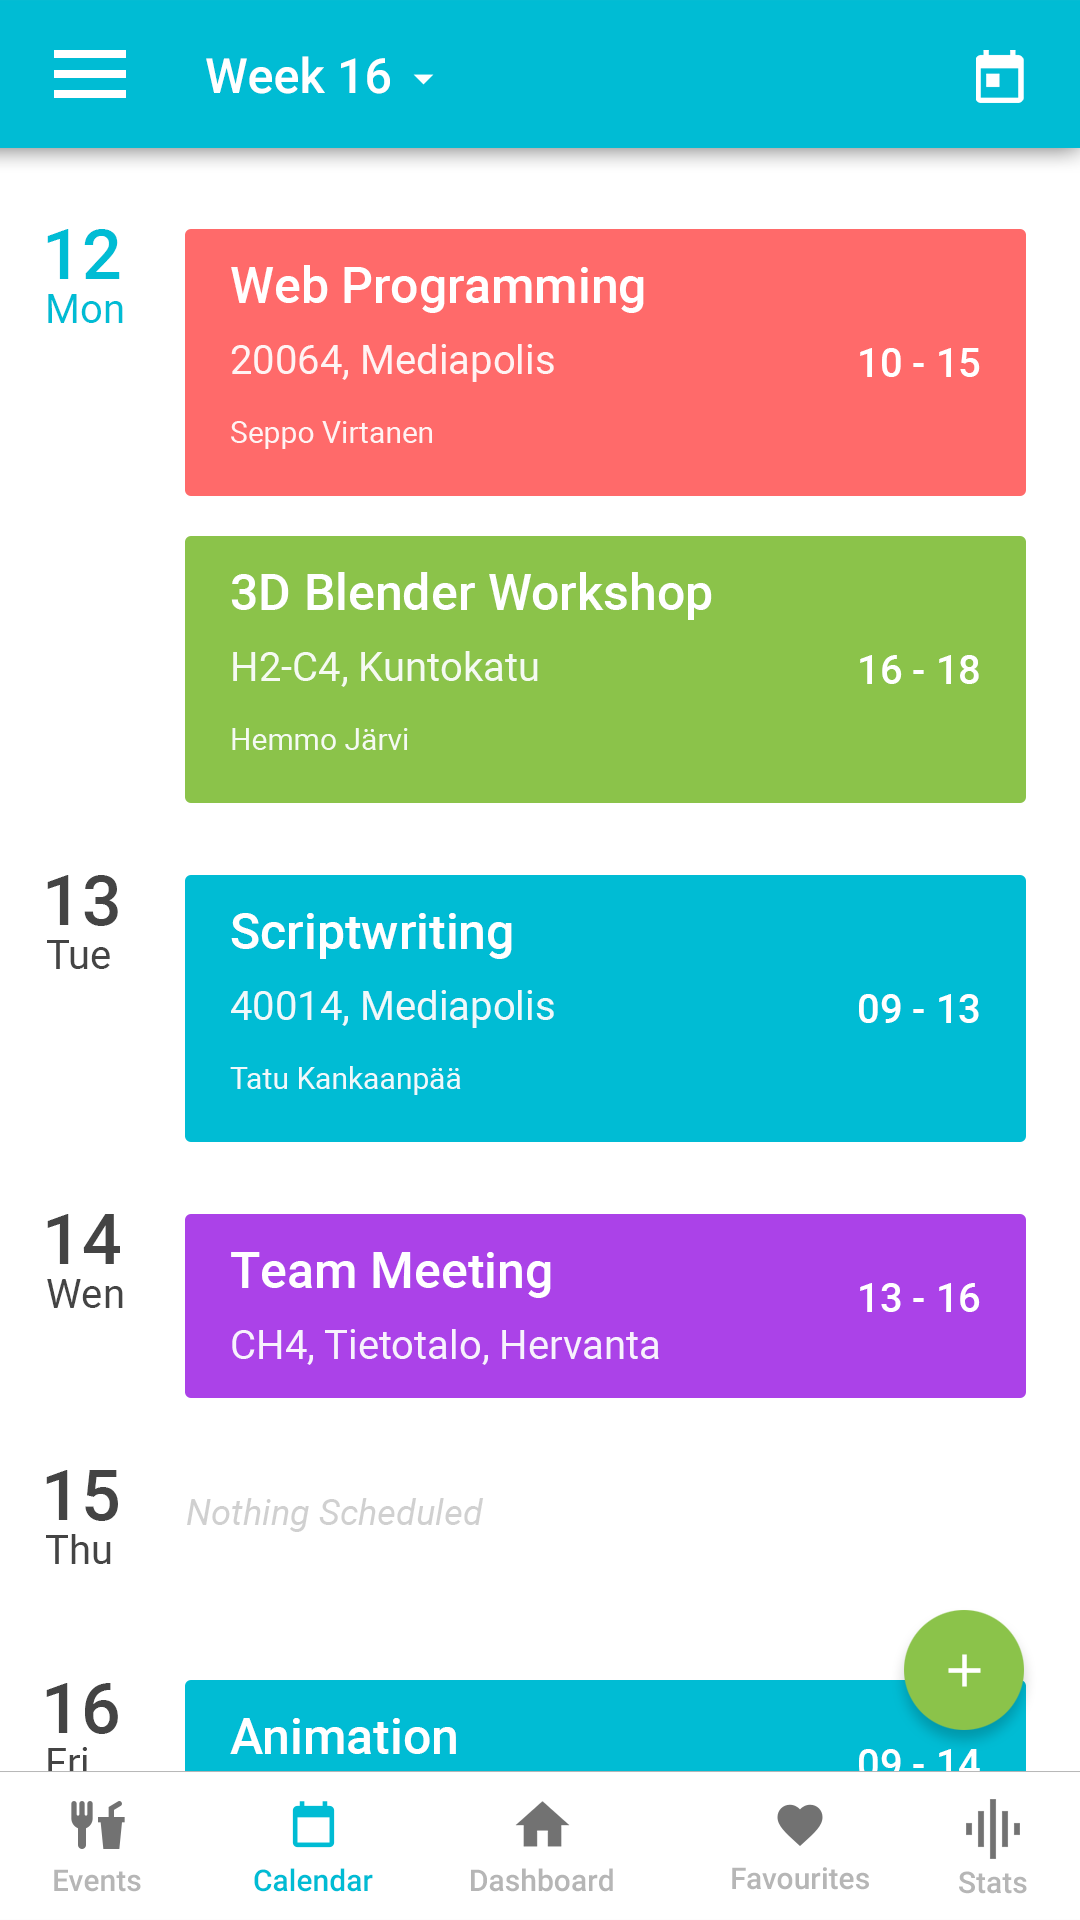 Week 16
12
Mon
Web Programming
20064, Mediapolis
10 - 15
Seppo Virtanen
3D Blender Workshop
H2-C4, Kuntokatu
16 - 18
Hemmo Järvi
13
Tue
Scriptwriting
40014, Mediapolis
09 - 13
Tatu Kankaanpää
14
Wen
Team Meeting
13 - 16
CH4, Tietotalo, Hervanta
15
Thu
Nothing Scheduled
16
Fri
Animation
09 - 14
Events
Calendar
Dashboard
Favourites
Stats